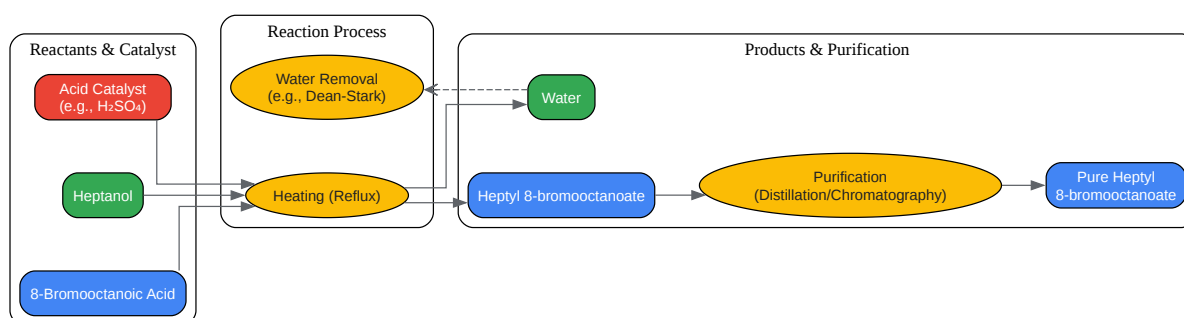 Reactants & Catalyst
Acid Catalyst
(e.g., H₂SO₄)
Heptanol
8-Bromooctanoic Acid
Reaction Process
Water Removal
(e.g., Dean-Stark)
Heating (Reflux)
Products & Purification
Water
Heptyl 8-bromooctanoate
Purification
(Distillation/Chromatography)
Pure Heptyl
8-bromooctanoate